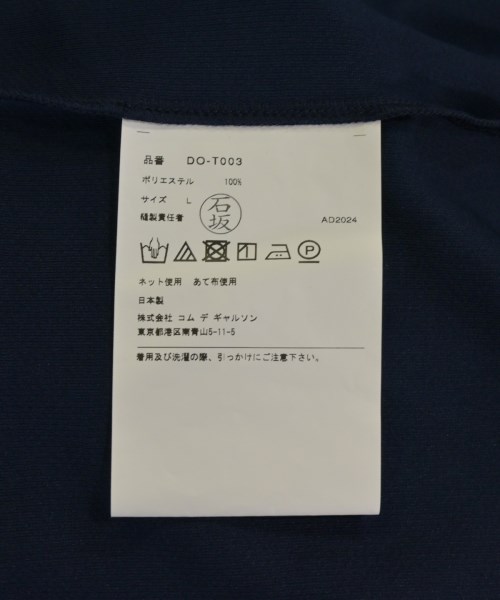 品番 DO-T003
ポリエステル 100%
サイズ L
縫製責任者 石坂
AD2024
P
ネット使用 あて布使用
日本製
株式会社 コム デ ギャルソン
東京都港区南青山5-11-5
着用及び洗濯の際、引っかけにご注意下さい。